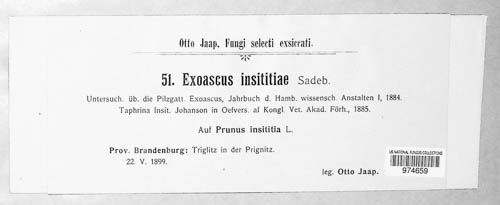 Otto Jaap, Fungi selecti exsiccati.
51. Exoascus insititiae Sadeb.
Untersuch. üb. die Pilzgatt. Exoascus, Jahrbuch d. Hamb. wissensch. Anstalten I, 1884.
Taphrina Insit. Johanson in Oefvers. af Kongl. Vet. Akad. Förh., 1885.
Auf Prunus insititia L.
Prov. Brandenburg: Triglitz in der Prignitz.
22. V. 1899.
leg. Otto Jaap.
US NATIONAL FUNGUS COLLECTIONS
974659